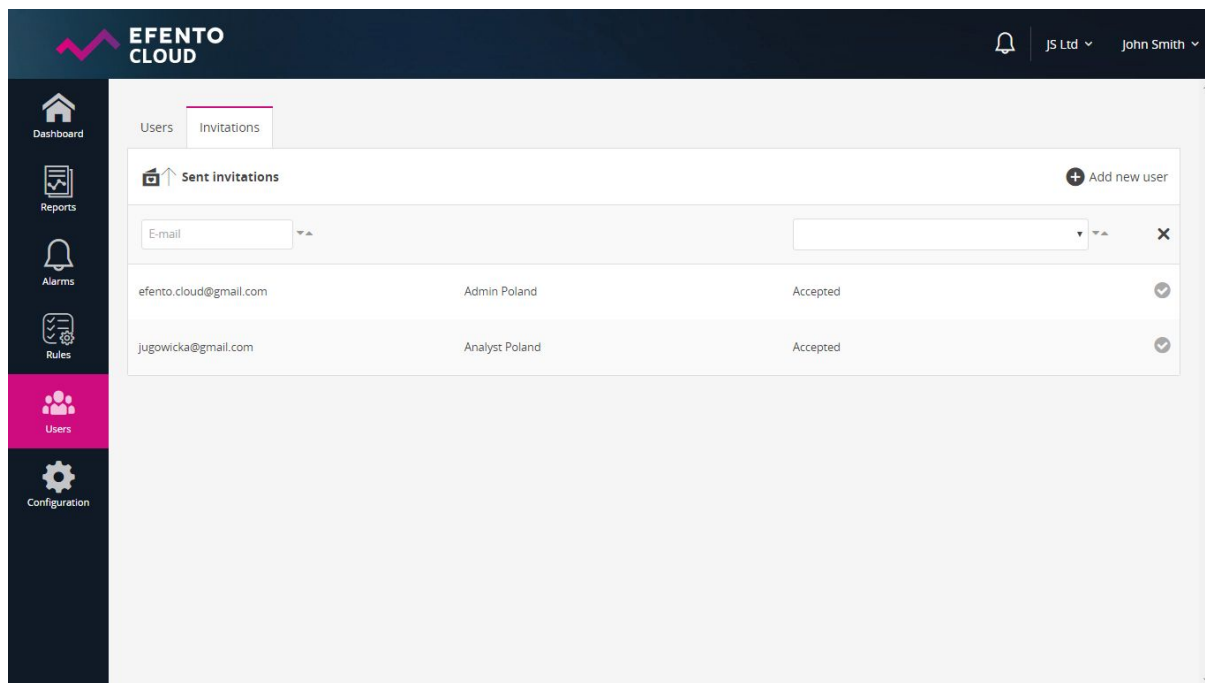 EFENTO
CLOUD
JS Ltd
John Smith
Dashboard
Reports
Alarms
Rules
Users
Configuration
Users
Invitations
Sent invitations
Add new user
E-mail
efento.cloud@gmail.com Admin Poland Accepted
jugowicka@gmail.com Analyst Poland Accepted